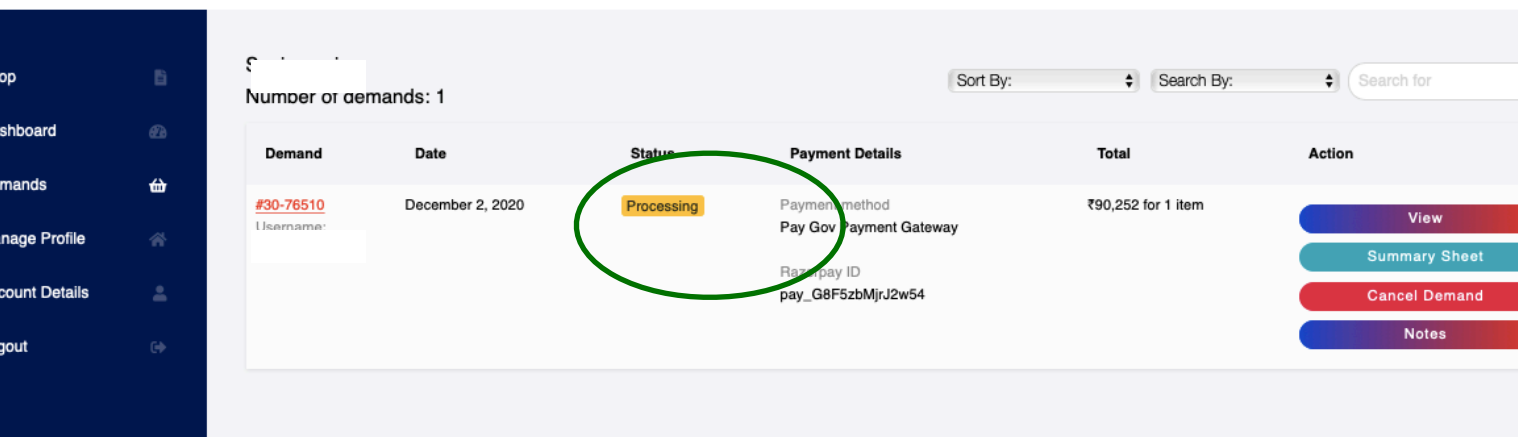 op
shboard
mands
nage Profile
count Details
gout
Number of demands: 1
Sort By:
Search By:
Search for
Demand Date Status Payment Details Total Action
#30-76510 December 2, 2020 Processing Payment method ₹90,252 for 1 item View
Username: Pay Gov Payment Gateway
Summary Sheet
Razorpay ID
pay_G8F5zbMjrJ2w54 Cancel Demand
Notes